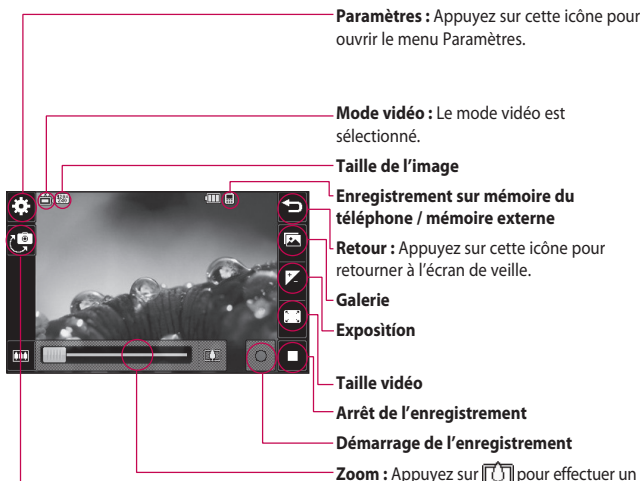 Paramètres : Appuyez sur cette icône pour
ouvrir le menu Paramètres.
Mode vidéo : Le mode vidéo est
sélectionné.
Taille de l'image
Enregistrement sur mémoire du
téléphone / mémoire externe
Retour : Appuyez sur cette icône pour
retourner à l'écran de veille.
Galerie
Exposition
Taille vidéo
Arrêt de l'enregistrement
Démarrage de l'enregistrement
Zoom : Appuyez sur pour effectuer un